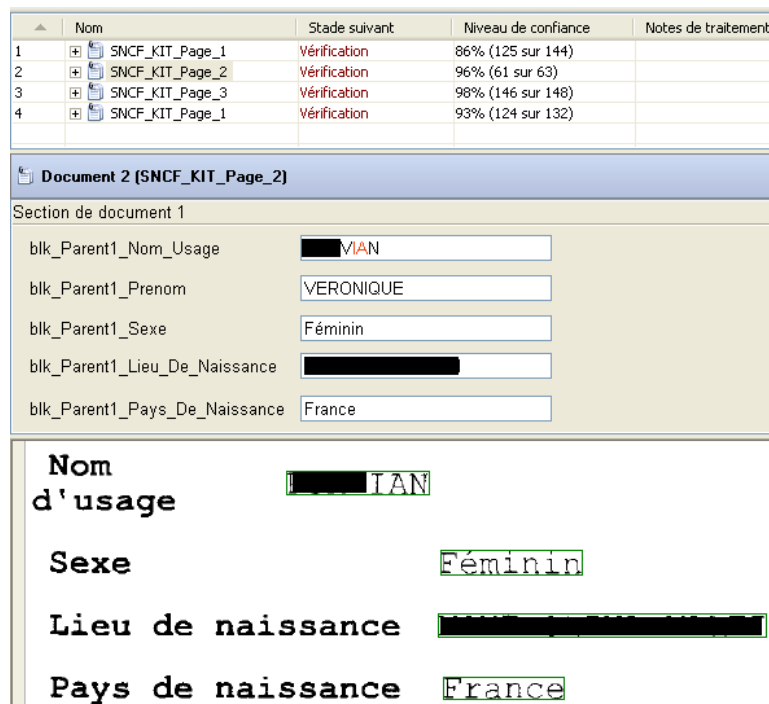 Nom Stade suivant Niveau de confiance Notes de traitement
1 SNCF_KIT_Page_1 Vérification 86% (125 sur 144)
2 SNCF_KIT_Page_2 Vérification 96% (61 sur 63)
3 SNCF_KIT_Page_3 Vérification 98% (146 sur 148)
4 SNCF_KIT_Page_1 Vérification 93% (124 sur 132)
Document 2 (SNCF_KIT_Page_2)
Section de document 1
blk_Parent1_Nom_Usage VIAN
blk_Parent1_Prenom VERONIQUE
blk_Parent1_Sexe Féminin
blk_Parent1_Lieu_De_Naissance
blk_Parent1_Pays_De_Naissance France
Nom
d'usage IAN
Sexe Féminin
Lieu de naissance
Pays de naissance France